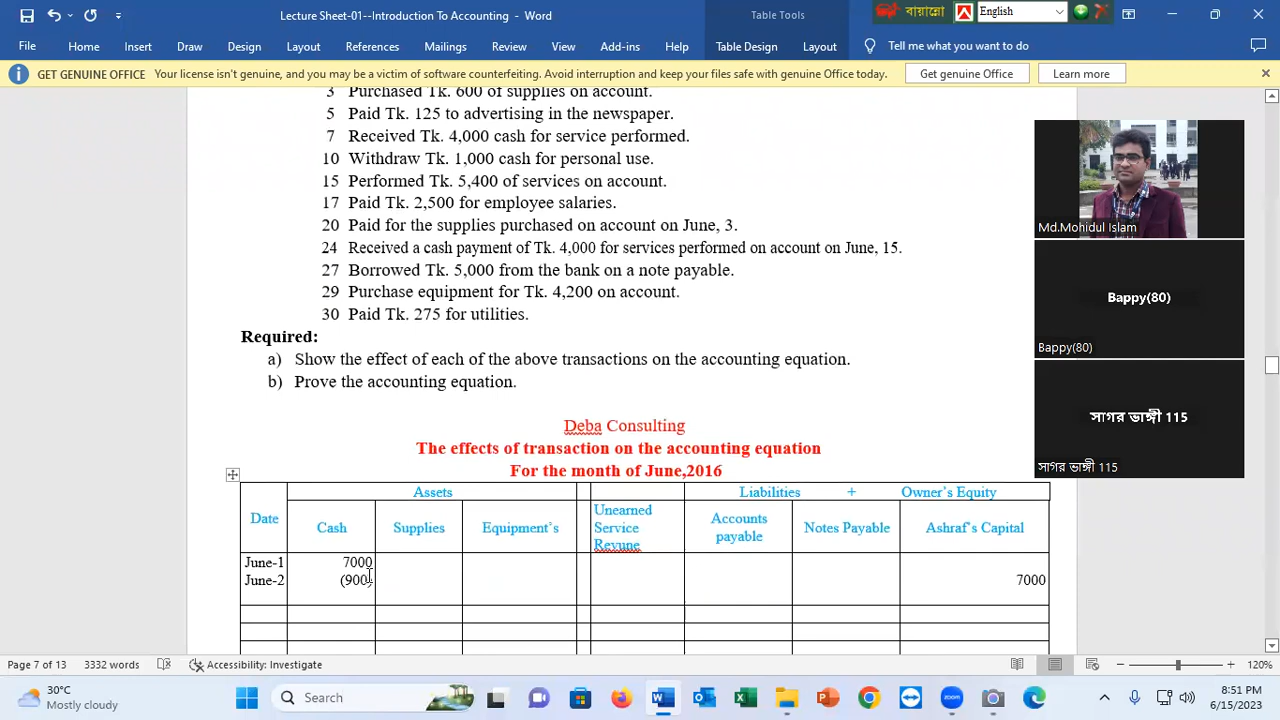 Lecture Sheet-01--Introduction To Accounting - Word
Table Tools
বায়ান্নো
English
File Insert Draw Design Layout References Mailings Review View Add-ins Help Table Design Layout Tell me what you want to do
GET GENUINE OFFICE Your license isn't genuine, and you may be a victim of software counterfeiting. Avoid interruption and keep your files safe with genuine Office today. Get genuine Office Learn more
3 Purchased Tk. 600 of supplies on account.
5 Paid Tk. 125 to advertising in the newspaper.
7 Received Tk. 4,000 cash for service performed.
10 Withdraw Tk. 1,000 cash for personal use.
15 Performed Tk. 5,400 of services on account.
17 Paid Tk. 2,500 for employee salaries.
20 Paid for the supplies purchased on account on June, 3.
24 Received a cash payment of Tk. 4,000 for services performed on account on June, 15.
27 Borrowed Tk. 5,000 from the bank on a note payable.
29 Purchase equipment for Tk. 4,200 on account.
30 Paid Tk. 275 for utilities.
Required:
a) Show the effect of each of the above transactions on the accounting equation.
b) Prove the accounting equation.
Deba Consulting
The effects of transaction on the accounting equation
For the month of June,2016
Assets Liabilities + Owner's Equity
Date Cash Supplies Equipment's Unearned Service Revune Accounts payable Notes Payable Ashraf's Capital
June-1 7000
June-2 (900) 7000
Md.Mohidul Islam
Bappy(80)
Bappy(80)
সাগর ভাঙ্গী 115
সাগর ভাঙ্গী 115
Page 7 of 13 3332 words Accessibility: Investigate 120%
30°C
Mostly cloudy
Search
8:51 PM
6/15/2023